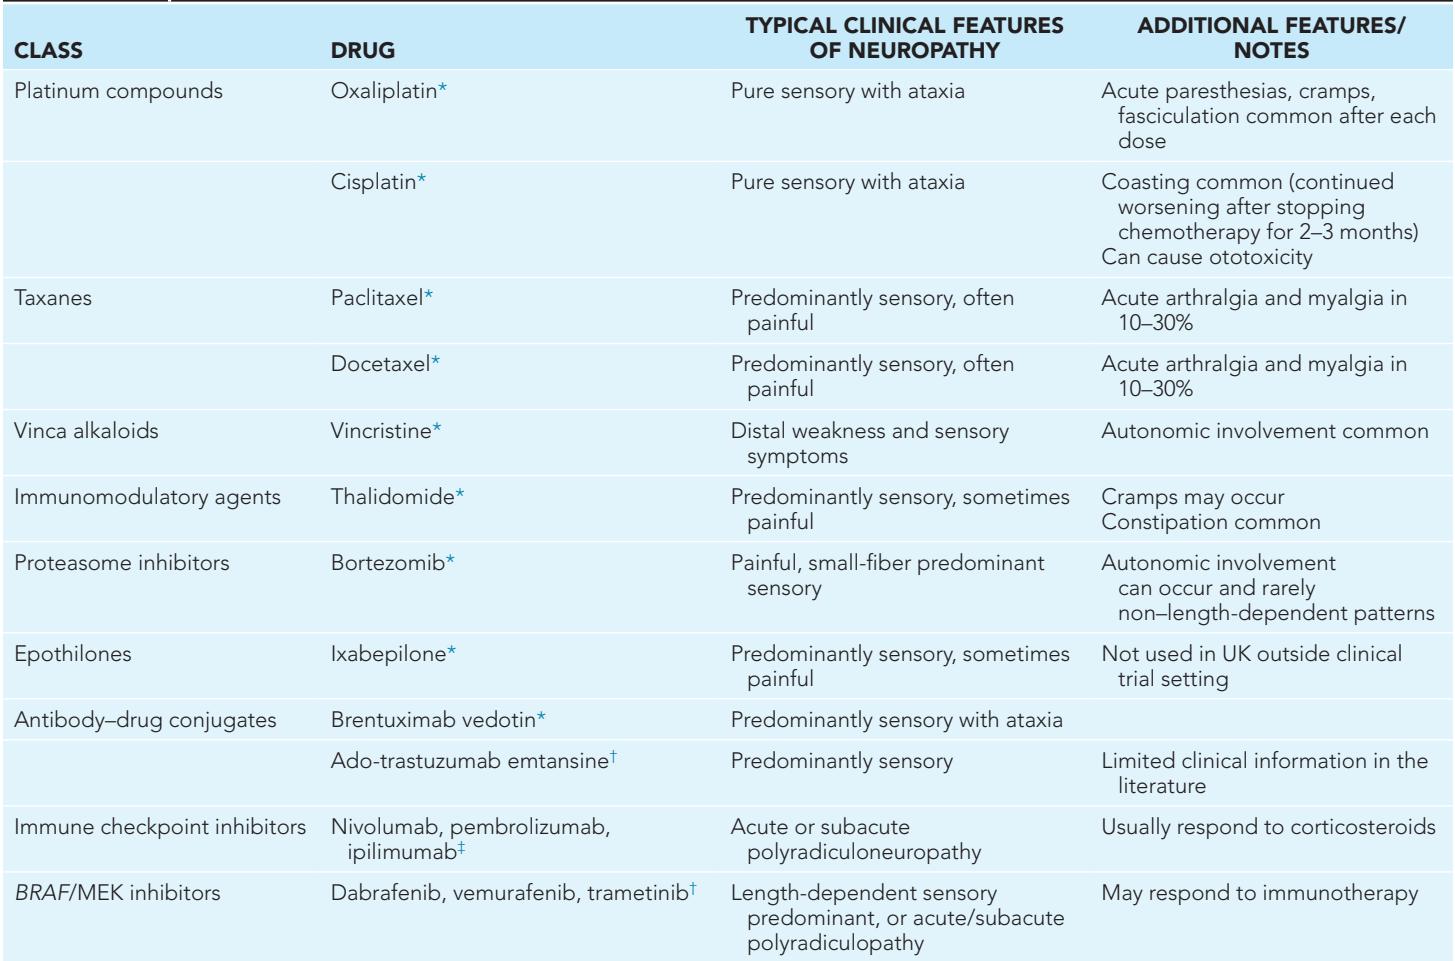 CLASS
DRUG
TYPICAL CLINICAL FEATURES
OF NEUROPATHY
ADDITIONAL FEATURES/
NOTES
Platinum compounds
Oxaliplatin*
Pure sensory with ataxia
Acute paresthesias, cramps,
fasciculation common after each
dose
Cisplatin*
Pure sensory with ataxia
Coasting common (continued
worsening after stopping
chemotherapy for 2–3 months)
Can cause ototoxicity
Taxanes
Paclitaxel*
Predominantly sensory, often
painful
Acute arthralgia and myalgia in
10–30%
Docetaxel*
Predominantly sensory, often
painful
Acute arthralgia and myalgia in
10–30%
Vinca alkaloids
Vincristine*
Distal weakness and sensory
symptoms
Autonomic involvement common
Immunomodulatory agents
Thalidomide*
Predominantly sensory, sometimes
painful
Cramps may occur
Constipation common
Proteasome inhibitors
Bortezomib*
Painful, small-fiber predominant
sensory
Autonomic involvement
can occur and rarely
non–length-dependent patterns
Epothilones
Ixabepilone*
Predominantly sensory, sometimes
painful
Not used in UK outside clinical
trial setting
Antibody–drug conjugates
Brentuximab vedotin*
Predominantly sensory with ataxia
Ado-trastuzumab emtansine†
Predominantly sensory
Limited clinical information in the
literature
Immune checkpoint inhibitors
Nivolumab, pembrolizumab,
ipilimumab‡
Acute or subacute
polyradiculoneuropathy
Usually respond to corticosteroids
BRAF/MEK inhibitors
Dabrafenib, vemurafenib, trametinib†
Length-dependent sensory
predominant, or acute/subacute
polyradiculopathy
May respond to immunotherapy